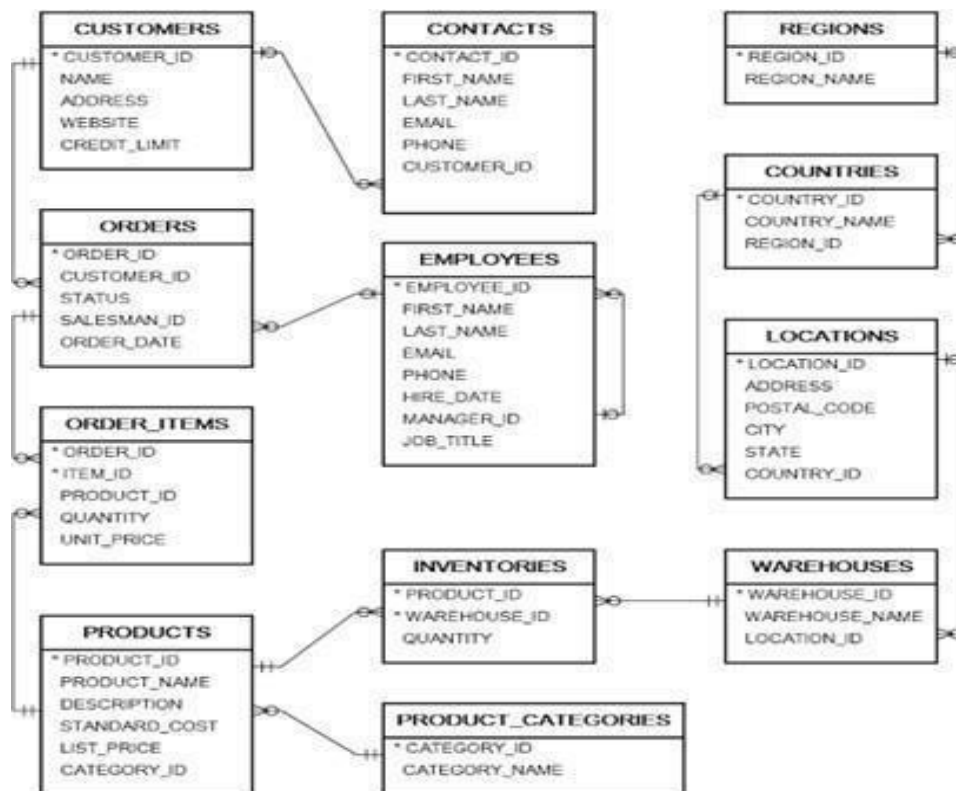 CUSTOMERS
* CUSTOMER_ID
NAME
ADDRESS
WEBSITE
CREDIT_LIMIT
CONTACTS
* CONTACT_ID
FIRST_NAME
LAST_NAME
EMAIL
PHONE
CUSTOMER_ID
REGIONS
* REGION_ID
REGION_NAME
COUNTRIES
* COUNTRY_ID
COUNTRY_NAME
REGION_ID
ORDERS
* ORDER_ID
CUSTOMER_ID
STATUS
SALESMAN_ID
ORDER_DATE
EMPLOYEES
* EMPLOYEE_ID
FIRST_NAME
LAST_NAME
EMAIL
PHONE
HIRE_DATE
MANAGER_ID
JOB_TITLE
LOCATIONS
* LOCATION_ID
ADDRESS
POSTAL_CODE
CITY
STATE
COUNTRY_ID
ORDER_ITEMS
* ORDER_ID
* ITEM_ID
PRODUCT_ID
QUANTITY
UNIT_PRICE
INVENTORIES
* PRODUCT_ID
* WAREHOUSE_ID
QUANTITY
WAREHOUSES
* WAREHOUSE_ID
WAREHOUSE_NAME
LOCATION_ID
PRODUCTS
* PRODUCT_ID
PRODUCT_NAME
DESCRIPTION
STANDARD_COST
LIST_PRICE
CATEGORY_ID
PRODUCT_CATEGORIES
* CATEGORY_ID
CATEGORY_NAME